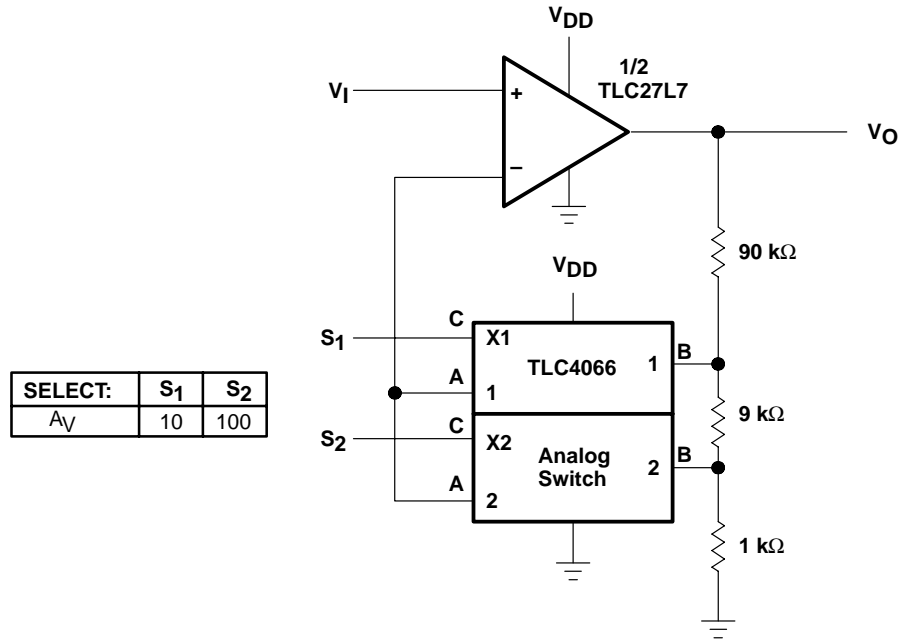 VDD
1/2
TLC27L7
VI
+
−
VO
90 kΩ
VDD
S1
C
X1
TLC4066
1
B
A
1
9 kΩ
S2
C
X2
Analog
Switch
2
B
A
2
1 kΩ
SELECT: S1 S2
AV 10 100